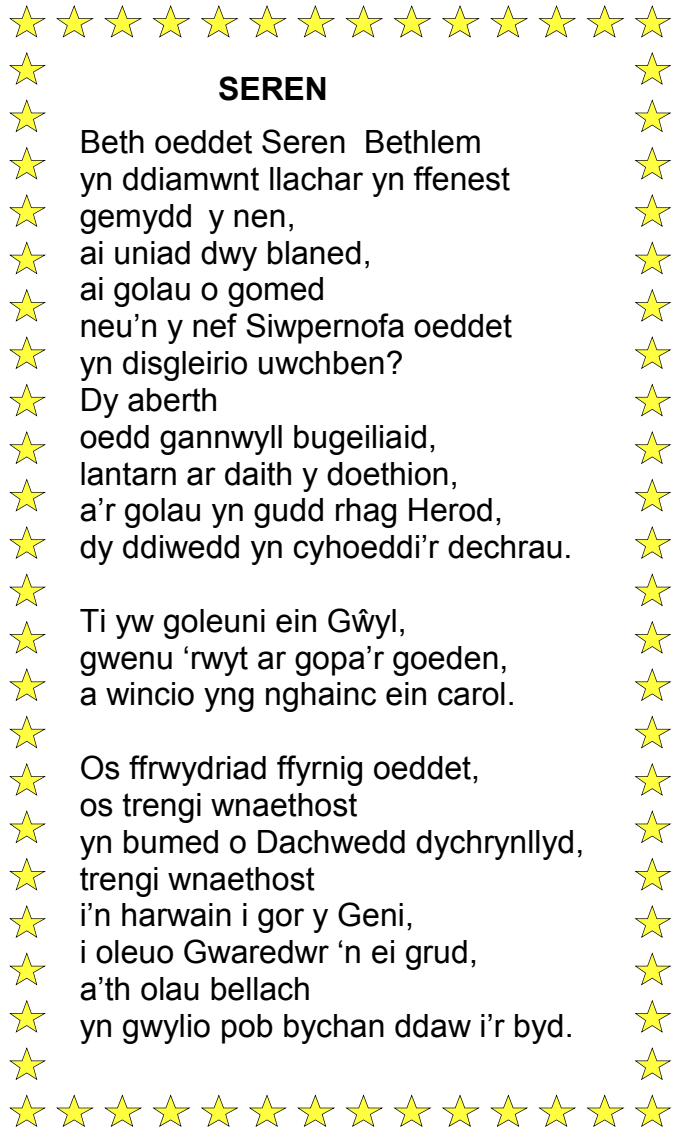 SEREN
Beth oeddet Seren  Bethlem
yn ddiamwnt llachar yn ffenest
gemydd  y nen,
ai uniad dwy blaned,
ai golau o gomed
neu’n y nef Siwpernofa oeddet
yn disgleirio uwchben?
Dy aberth
oedd gannwyll bugeiliaid,
lantarn ar daith y doethion,
a’r golau yn gudd rhag Herod,
dy ddiwedd yn cyhoeddi’r dechrau.

Ti yw goleuni ein Gŵyl,
gwenu ‘rwyt ar gopa’r goeden,
a wincio yng nghainc ein carol.

Os ffrwydriad ffyrnig oeddet,
os trengi wnaethost
yn bumed o Dachwedd dychrynllyd,
trengi wnaethost
i’n harwain i gor y Geni,
i oleuo Gwaredwr ‘n ei grud,
a’th olau bellach
yn gwylio pob bychan ddaw i’r byd.